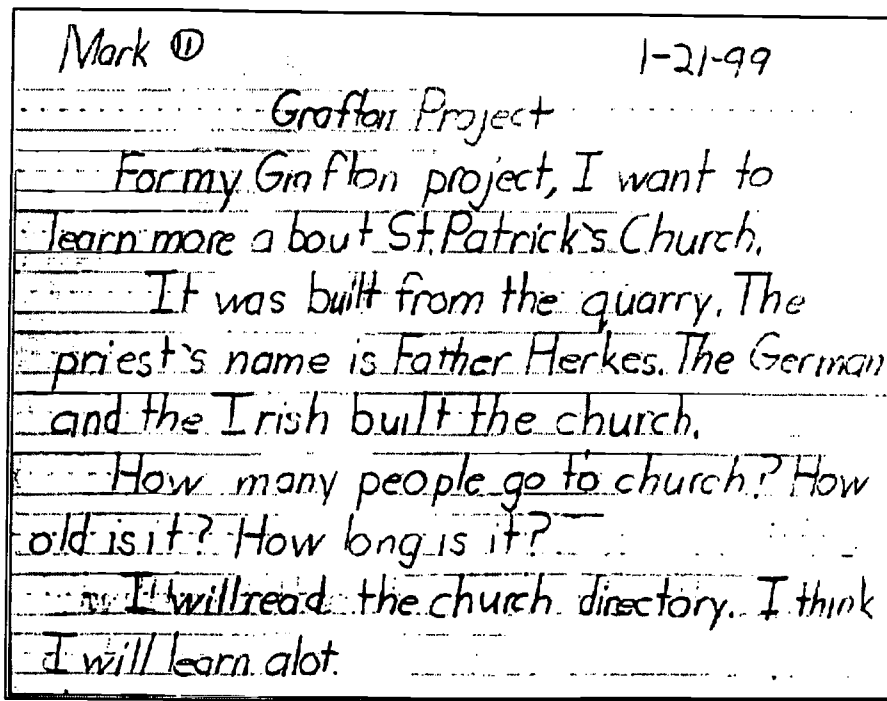 Mark ⑪ 1-21-99
Grafton Project
For my Grafton project, I want to
learn more about St. Patrick's Church.
It was built from the quarry. The
priest's name is Father Herkes. The German
and the Irish built the church.
How many people go to church? How
old is it? How long is it?
I will read the church directory. I think
I will learn alot.